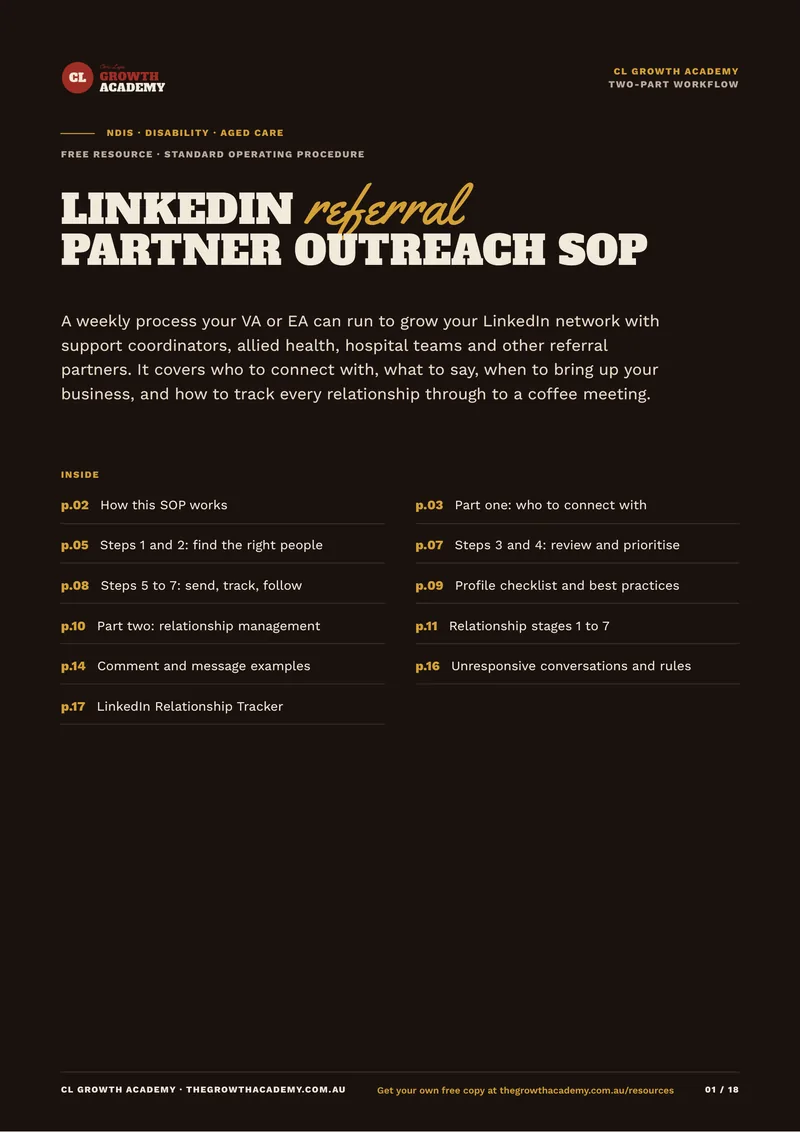 CL
GROWTH
ACADEMY
CL GROWTH ACADEMY
TWO-PART WORKFLOW
NDIS · DISABILITY · AGED CARE
FREE RESOURCE · STANDARD OPERATING PROCEDURE
LINKEDIN referral
PARTNER OUTREACH SOP
A weekly process your VA or EA can run to grow your LinkedIn network with
support coordinators, allied health, hospital teams and other referral
partners. It covers who to connect with, what to say, when to bring up your
business, and how to track every relationship through to a coffee meeting.
INSIDE
p.02 How this SOP works
p.03 Part one: who to connect with
p.05 Steps 1 and 2: find the right people
p.07 Steps 3 and 4: review and prioritise
p.08 Steps 5 to 7: send, track, follow
p.09 Profile checklist and best practices
p.10 Part two: relationship management
p.11 Relationship stages 1 to 7
p.14 Comment and message examples
p.16 Unresponsive conversations and rules
p.17 LinkedIn Relationship Tracker
CL GROWTH ACADEMY · THEGROWTHACADEMY.COM.AU
Get your own free copy at thegrowthacademy.com.au/resources
01 / 18